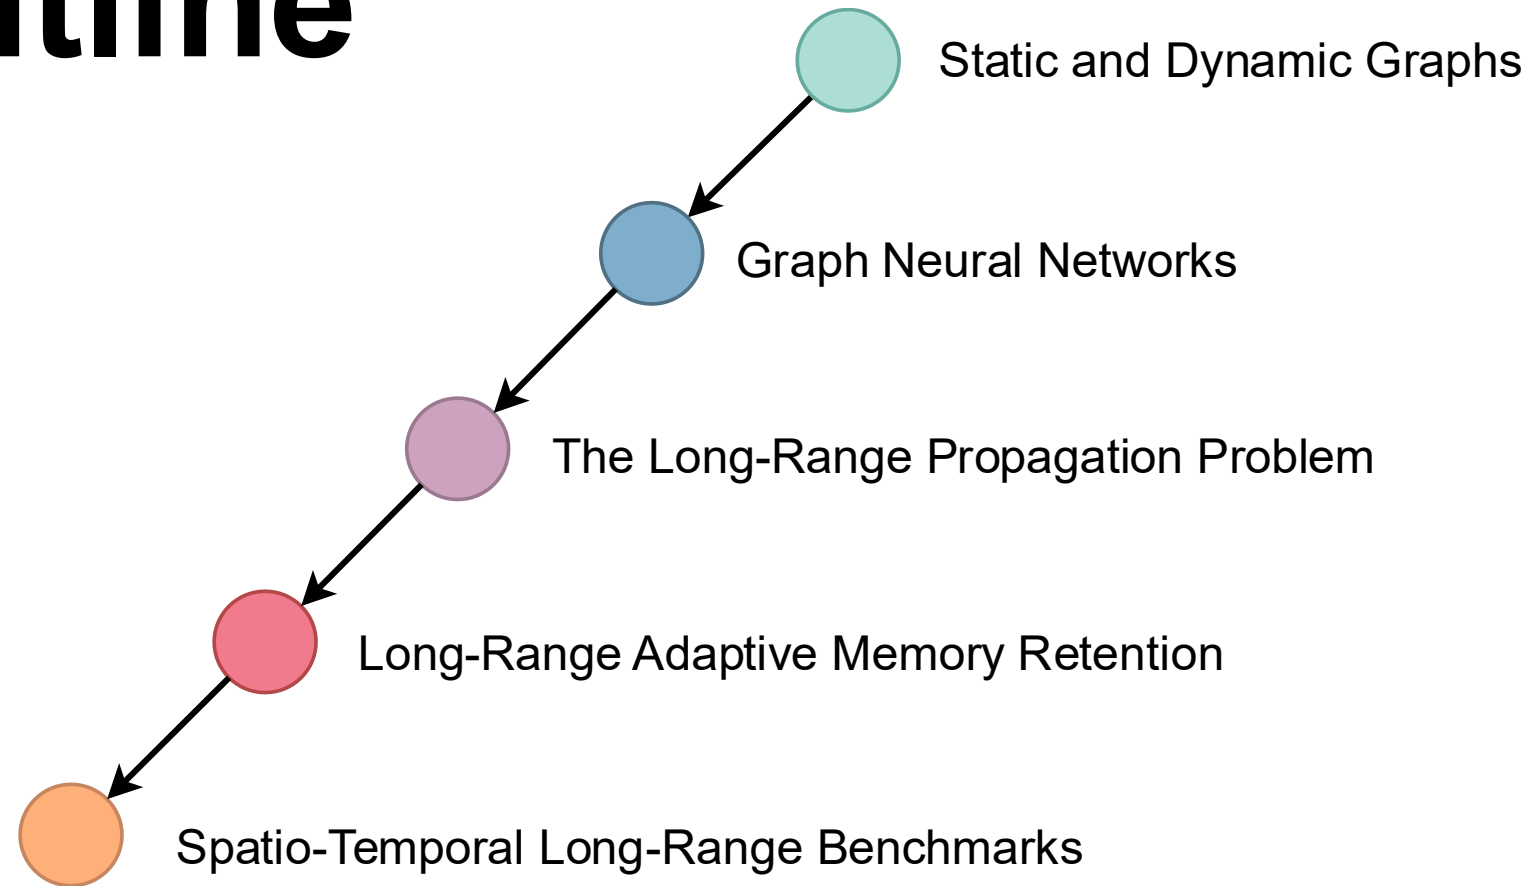 Static and Dynamic Graphs
Graph Neural Networks
The Long-Range Propagation Problem
Long-Range Adaptive Memory Retention
Spatio-Temporal Long-Range Benchmarks